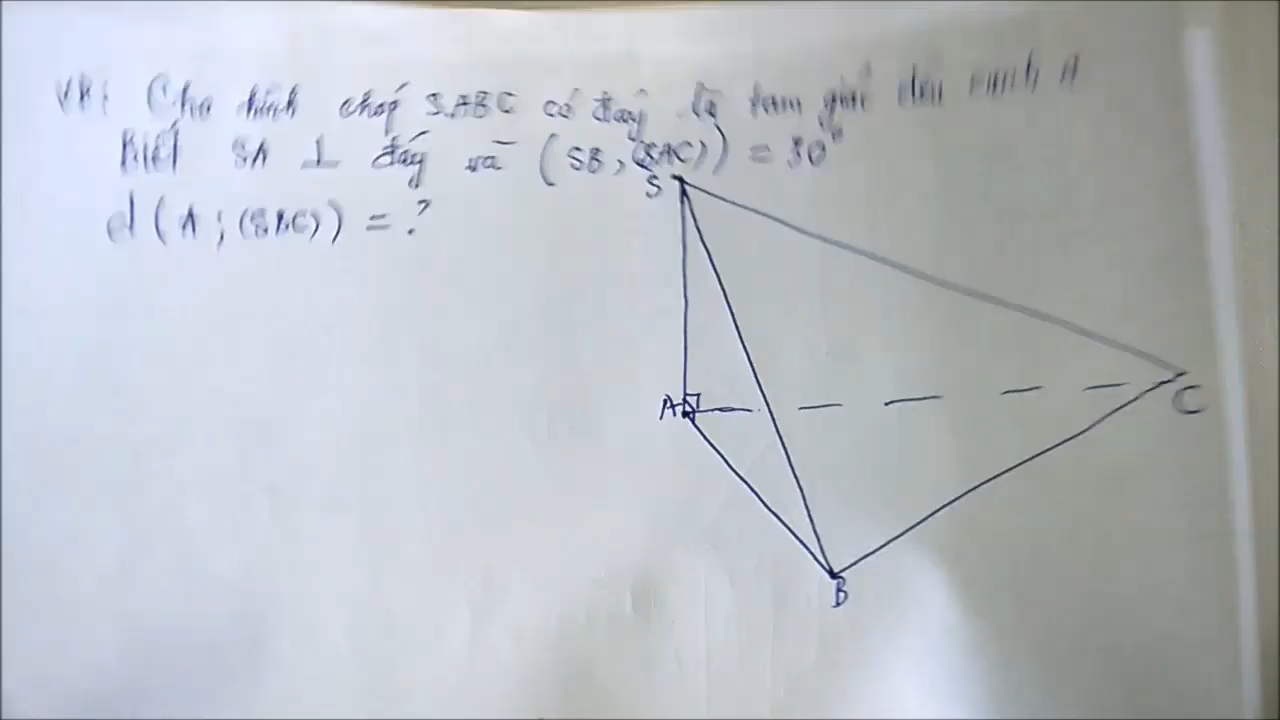 Cho hình chóp S.ABC có đáy là tam giác đều cạnh
Biết SA ⊥ đáy và (SB, (SAC)) = 30°
d(A; (SBC)) = ?
S
A
C
B